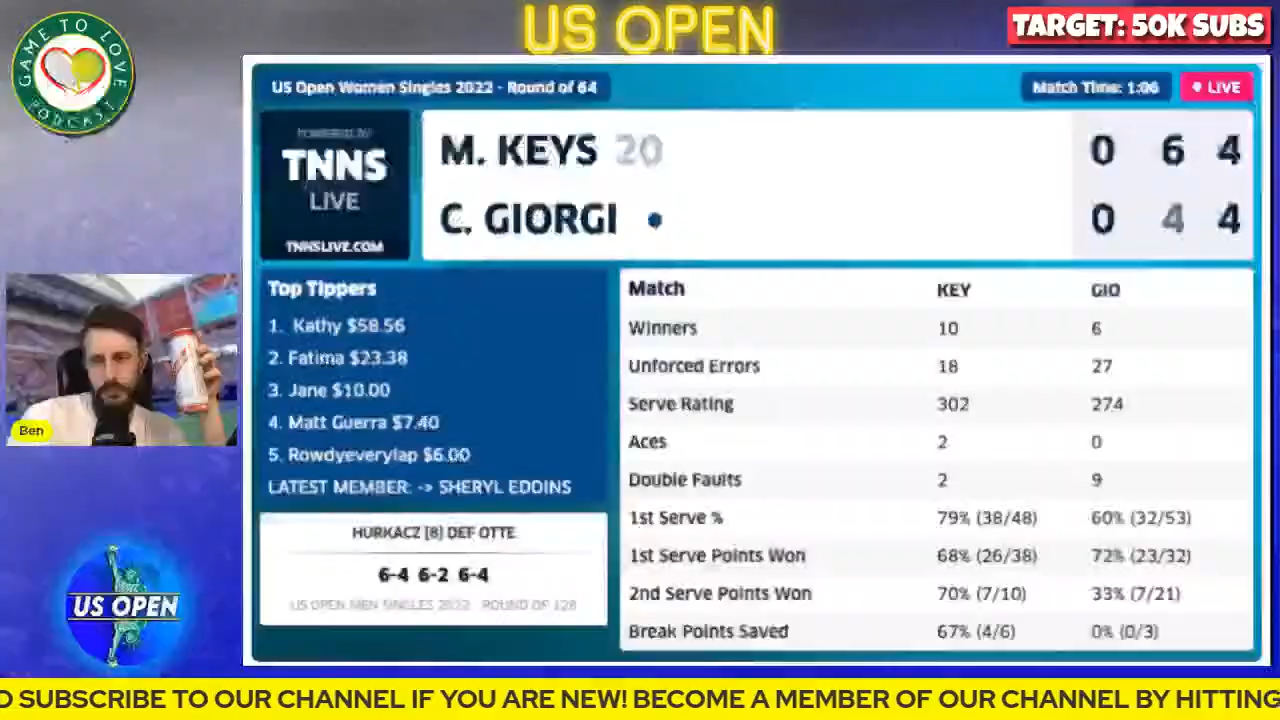 GAME TO LOVE
PODCAST
US OPEN
TARGET: 50K SUBS
US Open Women Singles 2022 - Round of 64
Match Time: 1:06
LIVE
POWERED BY
TNNS
LIVE
TNNSLIVE.COM
M. KEYS 20 0 6 4
C. GIORGI 0 4 4
Top Tippers
1. Kathy $58.56
2. Fatima $23.38
3. Jane $10.00
4. Matt Guerra $7.40
5. Rowdyeverylap $6.00
LATEST MEMBER: -> SHERYL EDDINS
HURKACZ [8] DEF OTTE
6-4 6-2 6-4
US OPEN MEN SINGLES 2022 - ROUND OF 128
Match KEY GIO
Winners 10 6
Unforced Errors 18 27
Serve Rating 302 274
Aces 2 0
Double Faults 2 9
1st Serve % 79% (38/48) 60% (32/53)
1st Serve Points Won 68% (26/38) 72% (23/32)
2nd Serve Points Won 70% (7/10) 33% (7/21)
Break Points Saved 67% (4/6) 0% (0/3)
Ben
US OPEN
D SUBSCRIBE TO OUR CHANNEL IF YOU ARE NEW! BECOME A MEMBER OF OUR CHANNEL BY HITTING